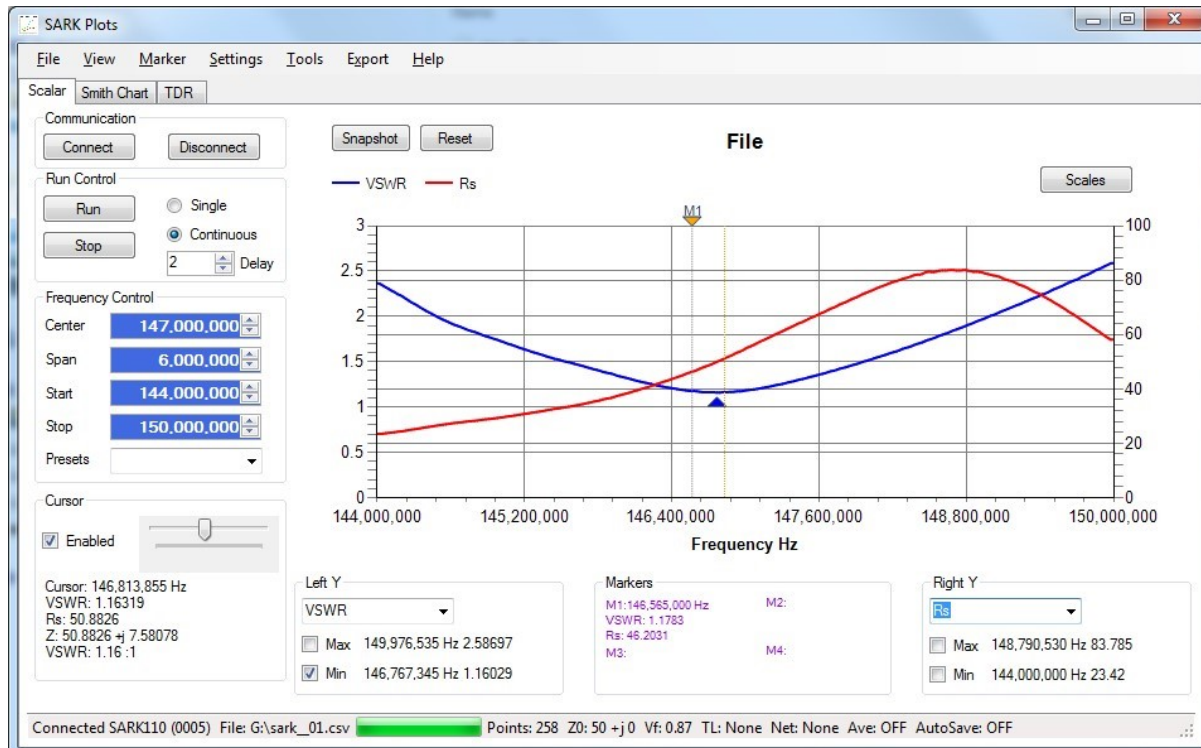 SARK Plots
File View Marker Settings Tools Export Help
Scalar Smith Chart TDR
Communication
Connect Disconnect
Run Control
Run Single
Stop Continuous
2 Delay
Frequency Control
Center 147,000,000
Span 6,000,000
Start 144,000,000
Stop 150,000,000
Presets
Cursor
Enabled
Cursor: 146,813,855 Hz
VSWR: 1.16319
Rs: 50.8826
Z: 50.8826 +j 7.58078
VSWR: 1.16 :1
Snapshot Reset
File
VSWR Rs
Scales
M1
3 100
2.5 80
2
60
1.5
40
1
20
0.5
0 0
144,000,000 145,200,000 146,400,000 147,600,000 148,800,000 150,000,000
Frequency Hz
Left Y
VSWR
Max 149,976,535 Hz 2.58697
Min 146,767,345 Hz 1.16029
Markers
M1:146,565,000 Hz
VSWR: 1.1783
Rs: 46.2031
M2:
M3:
M4:
Right Y
Rs
Max 148,790,530 Hz 83.785
Min 144,000,000 Hz 23.42
Connected SARK110 (0005) File: G:\sark__01.csv Points: 258 Z0: 50 +j 0 Vf: 0.87 TL: None Net: None Ave: OFF AutoSave: OFF